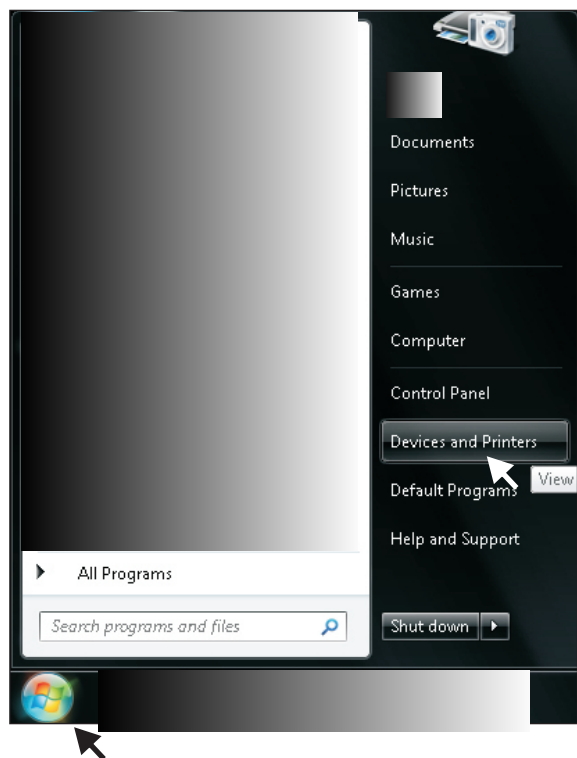 Documents
Pictures
Music
Games
Computer
Control Panel
Devices and Printers
View
Default Programs
Help and Support
All Programs
Search programs and files
Shut down